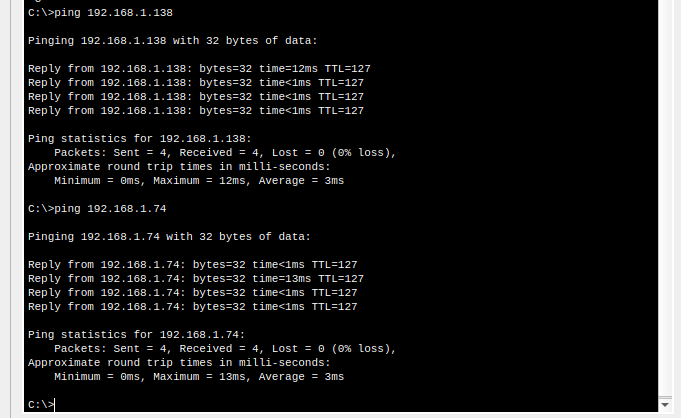 C:\>ping 192.168.1.138
Pinging 192.168.1.138 with 32 bytes of data:
Reply from 192.168.1.138: bytes=32 time=12ms TTL=127
Reply from 192.168.1.138: bytes=32 time<1ms TTL=127
Reply from 192.168.1.138: bytes=32 time<1ms TTL=127
Reply from 192.168.1.138: bytes=32 time<1ms TTL=127
Ping statistics for 192.168.1.138:
    Packets: Sent = 4, Received = 4, Lost = 0 (0% loss),
Approximate round trip times in milli-seconds:
    Minimum = 0ms, Maximum = 12ms, Average = 3ms
C:\>ping 192.168.1.74
Pinging 192.168.1.74 with 32 bytes of data:
Reply from 192.168.1.74: bytes=32 time<1ms TTL=127
Reply from 192.168.1.74: bytes=32 time=13ms TTL=127
Reply from 192.168.1.74: bytes=32 time<1ms TTL=127
Reply from 192.168.1.74: bytes=32 time<1ms TTL=127
Ping statistics for 192.168.1.74:
    Packets: Sent = 4, Received = 4, Lost = 0 (0% loss),
Approximate round trip times in milli-seconds:
    Minimum = 0ms, Maximum = 13ms, Average = 3ms
C:\>